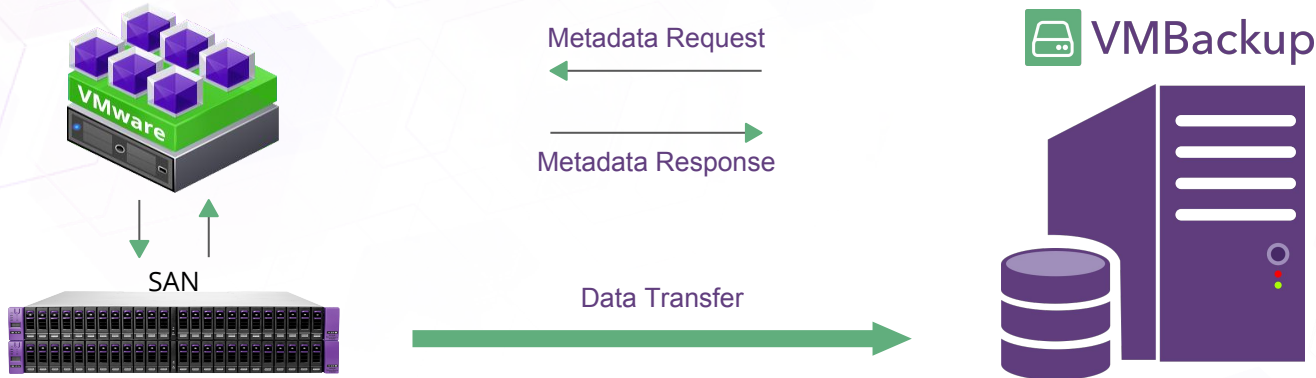 Metadata Request
VMBackup
VMware
Metadata Response
SAN
Data Transfer